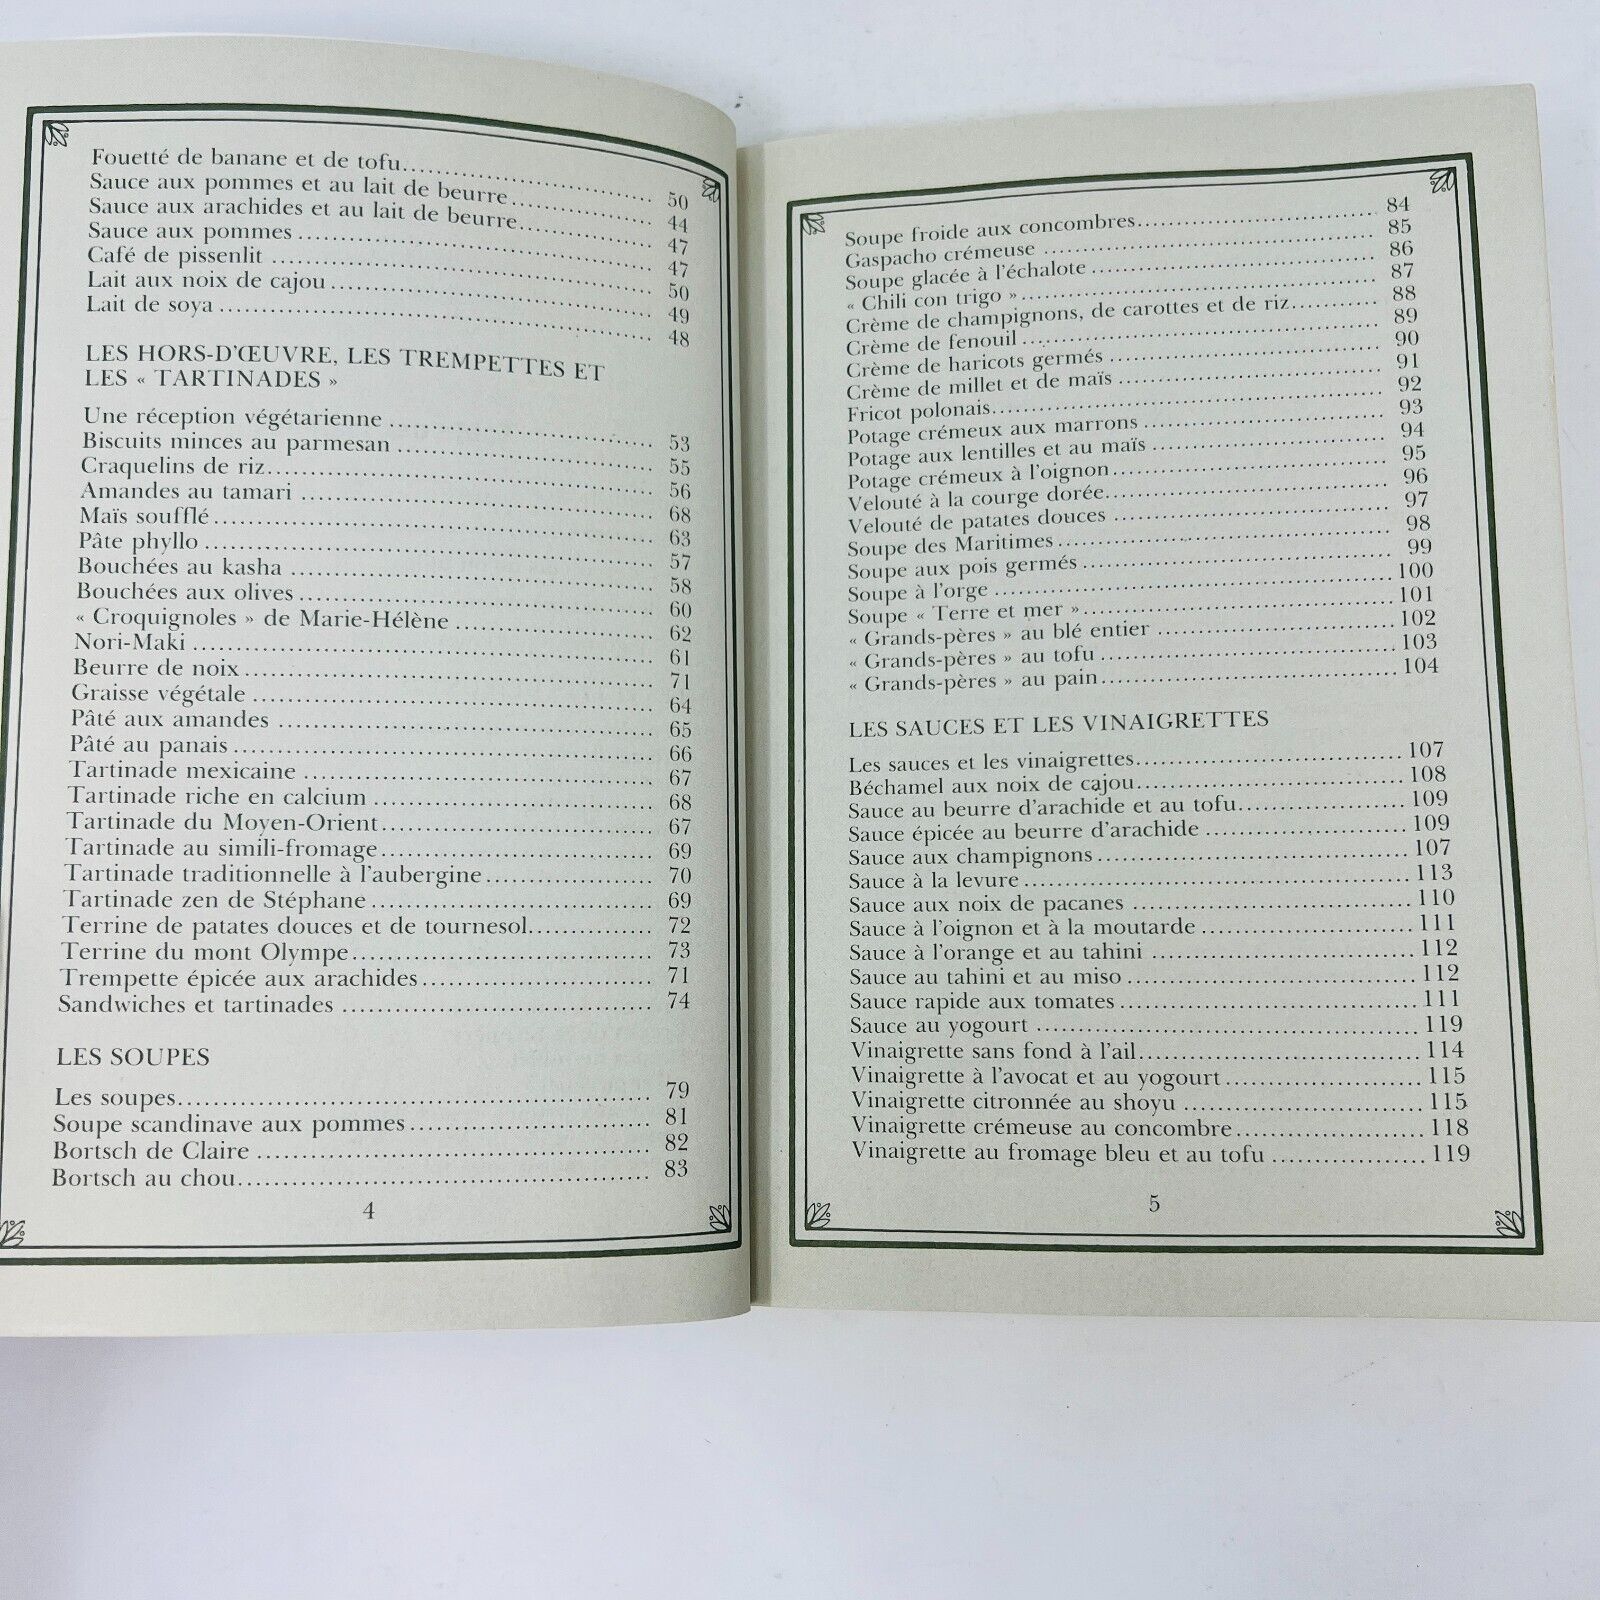 Fouetté de banane et de tofu.................... 50
Sauce aux pommes et au lait de beurre.................... 44
Sauce aux arachides et au lait de beurre.................... 47
Sauce aux pommes .................... 47
Café de pissenlit .................... 50
Lait aux noix de cajou.................... 49
Lait de soya .................... 48
LES HORS-D'ŒUVRE, LES TREMPETTES ET
LES « TARTINADES »
Une réception végétarienne .................... 53
Biscuits minces au parmesan .................... 55
Craquelins de riz.................... 56
Amandes au tamari .................... 68
Maïs soufflé.................... 63
Pâte phyllo .................... 57
Bouchées au kasha .................... 58
Bouchées aux olives .................... 60
« Croquignoles » de Marie-Hélène .................... 62
Nori-Maki .................... 61
Beurre de noix .................... 71
Graisse végétale .................... 64
Pâté aux amandes .................... 65
Pâté au panais.................... 66
Tartinade mexicaine .................... 67
Tartinade riche en calcium .................... 68
Tartinade du Moyen-Orient.................... 67
Tartinade au simili-fromage.................... 69
Tartinade traditionnelle à l'aubergine.................... 70
Tartinade zen de Stéphane.................... 69
Terrine de patates douces et de tournesol.................... 72
Terrine du mont Olympe.................... 73
Trempette épicée aux arachides .................... 71
Sandwiches et tartinades .................... 74
LES SOUPES
Les soupes.................... 79
Soupe scandinave aux pommes .................... 81
Bortsch de Claire .................... 82
Bortsch au chou.................... 83
4
Soupe froide aux concombres.................... 84
Gaspacho crémeuse .................... 85
Soupe glacée à l'échalote .................... 86
« Chili con trigo » .................... 87
Crème de champignons, de carottes et de riz.................... 88
Crème de fenouil .................... 89
Crème de haricots germés .................... 90
Crème de millet et de maïs .................... 91
Fricot polonais.................... 92
Potage crémeux aux marrons .................... 93
Potage aux lentilles et au maïs .................... 94
Potage crémeux à l'oignon.................... 95
Velouté à la courge dorée.................... 96
Velouté de patates douces .................... 97
Soupe des Maritimes.................... 98
Soupe aux pois germés .................... 99
Soupe à l'orge .................... 100
Soupe « Terre et mer ».................... 101
« Grands-pères » au blé entier .................... 102
« Grands-pères » au tofu .................... 103
« Grands-pères » au pain.................... 104
LES SAUCES ET LES VINAIGRETTES
Les sauces et les vinaigrettes.................... 107
Béchamel aux noix de cajou.................... 108
Sauce au beurre d'arachide et au tofu.................... 109
Sauce épicée au beurre d'arachide .................... 109
Sauce aux champignons .................... 107
Sauce à la levure .................... 113
Sauce aux noix de pacanes .................... 110
Sauce à l'oignon et à la moutarde .................... 111
Sauce à l'orange et au tahini .................... 112
Sauce au tahini et au miso .................... 112
Sauce rapide aux tomates .................... 111
Sauce au yogourt .................... 119
Vinaigrette sans fond à l'ail.................... 114
Vinaigrette à l'avocat et au yogourt .................... 115
Vinaigrette citronnée au shoyu .................... 115
Vinaigrette crémeuse au concombre.................... 118
Vinaigrette au fromage bleu et au tofu .................... 119
5